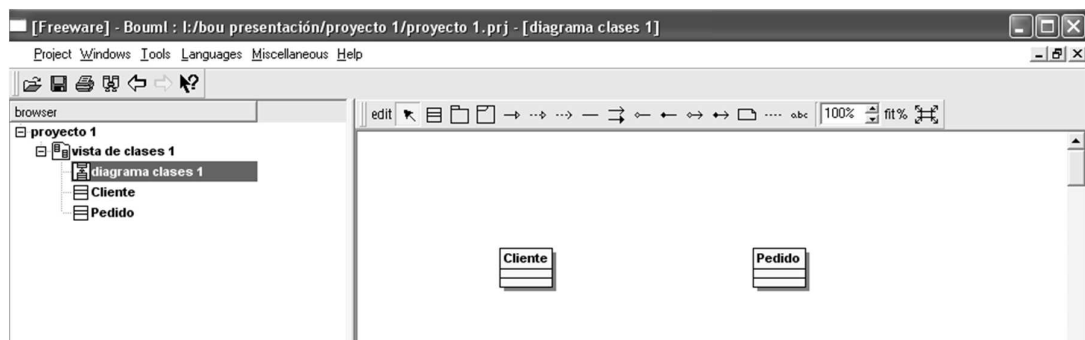 [Freeware] - Bouml : I:/bou presentación/proyecto 1/proyecto 1.prj - [diagrama clases 1]
Project Windows Tools Languages Miscellaneous Help
browser
proyecto 1
vista de clases 1
diagrama clases 1
Cliente
Pedido
edit abc 100% fit%
Cliente
Pedido